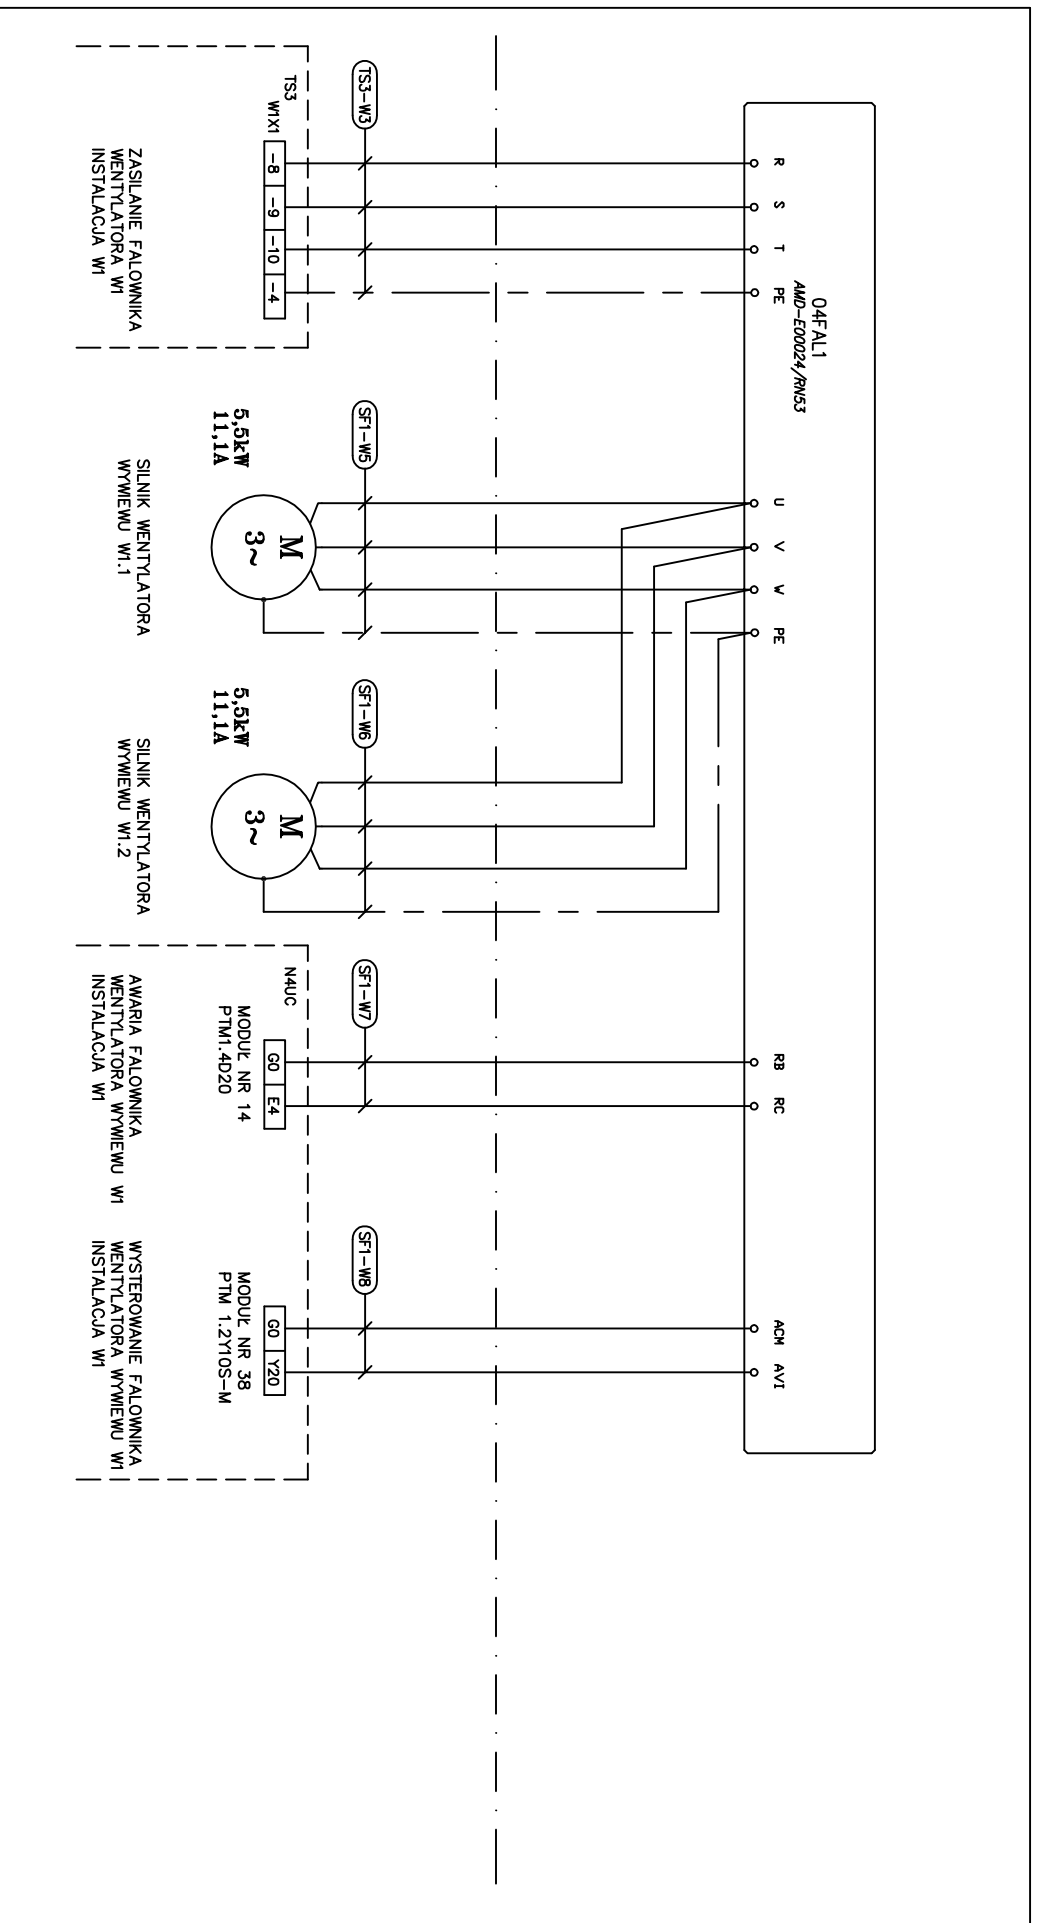 04FAL1
AMD-E00024/RN53
R
S
T
PE
U
V
W
PE
RB
RC
ACM
AVI
TS3-W3
SF1-W5
SF1-W6
SF1-W7
SF1-W8
TS3
W1X1
-8
-9
-10
-4
ZASILANIE FALOWNIKA
WENTYLATORA W1
INSTALACJA W1
5,5kW
11,1A
M
3~
SILNIK WENTYLATORA
WYWIEWU W1.1
5,5kW
11,1A
M
3~
SILNIK WENTYLATORA
WYWIEWU W1.2
N4UC
MODUŁ NR 14
PTM1.4D20
G0
E4
AWARIA FALOWNIKA
WENTYLATORA WYWIEWU W1
INSTALACJA W1
MODUŁ NR 38
PTM 1.2Y10S-M
G0
Y20
WYSTEROWANIE FALOWNIKA
WENTYLATORA WYWIEWU W1
INSTALACJA W1